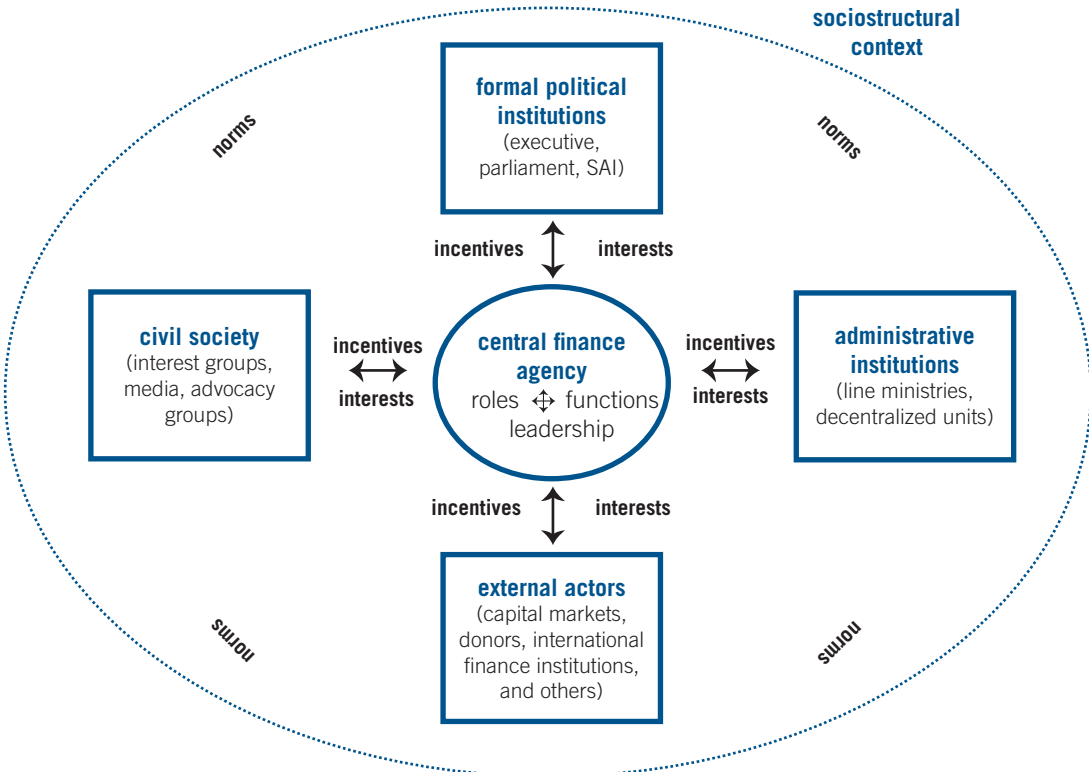 sociostructural
context
formal political
institutions
(executive,
parliament, SAI)
norms
norms
incentives
interests
civil society
(interest groups,
media, advocacy
groups)
incentives
interests
central finance
agency
roles functions
leadership
incentives
interests
administrative
institutions
(line ministries,
decentralized units)
incentives
interests
external actors
(capital markets,
donors, international
finance institutions,
and others)
norms
norms